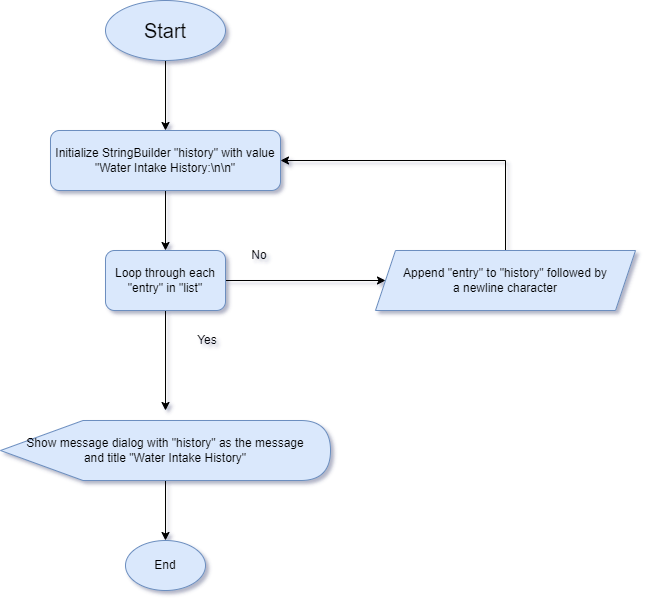 Start
Initialize StringBuilder "history" with value
"Water Intake History:\n\n"
Loop through each
"entry" in "list"
No
Append "entry" to "history" followed by
a newline character
Yes
Show message dialog with "history" as the message
and title "Water Intake History"
End